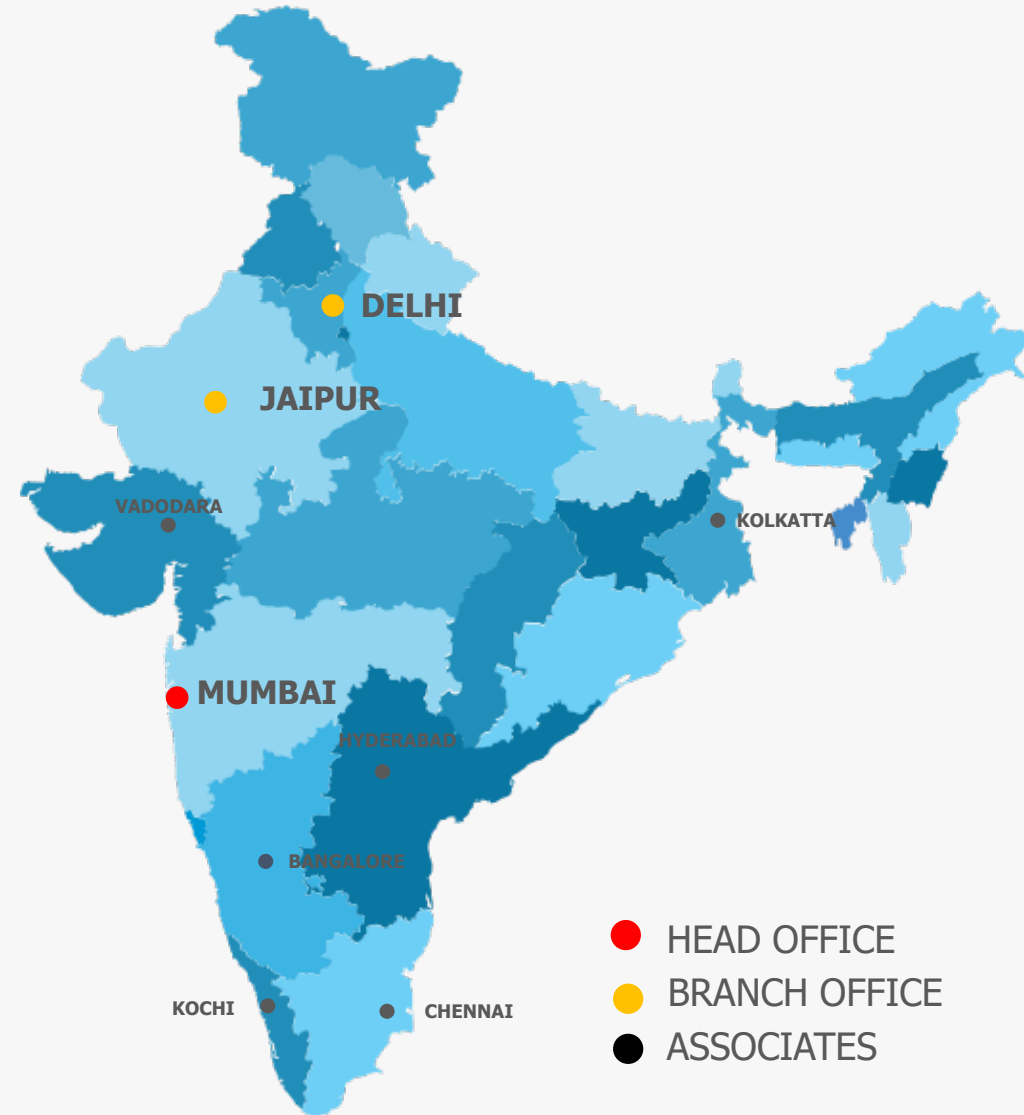 DELHI
JAIPUR
VADODARA
KOLKATTA
MUMBAI
HYDERABAD
BANGALORE
KOCHI
CHENNAI
HEAD OFFICE
BRANCH OFFICE
ASSOCIATES